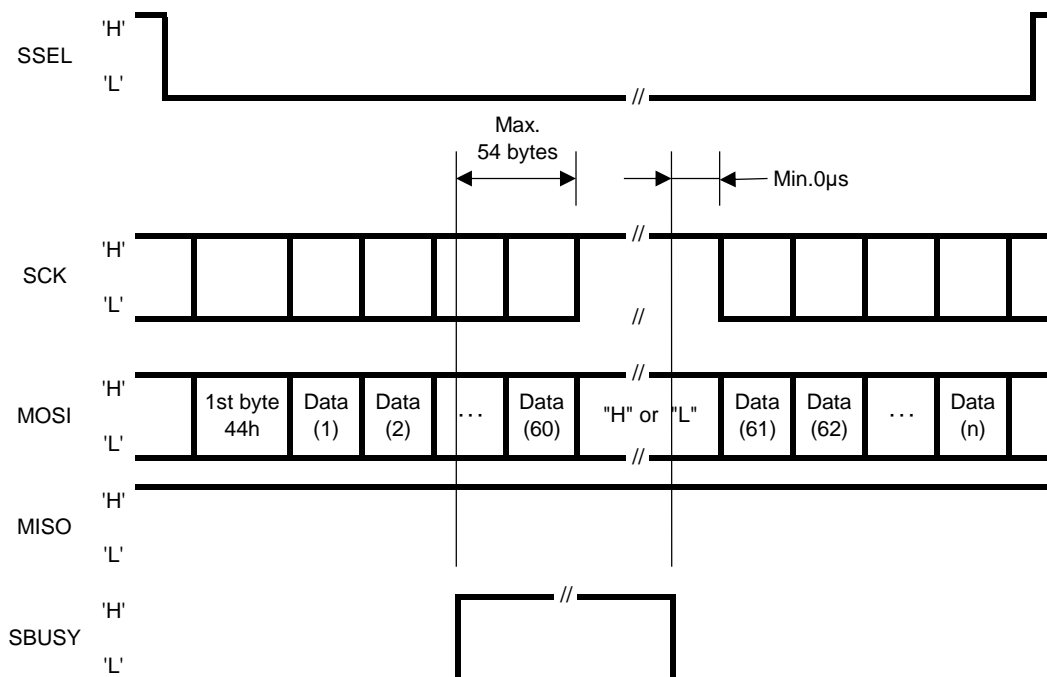 'H'
SSEL
'L'
//
Max.
54 bytes
Min.0µs
'H'
SCK
'L'
//
//
'H'
MOSI
'L'
//
1st byte
44h
Data
(1)
Data
(2)
···
Data
(60)
"H" or "L"
Data
(61)
Data
(62)
···
Data
(n)
//
'H'
MISO
'L'
'H'
SBUSY
'L'
//